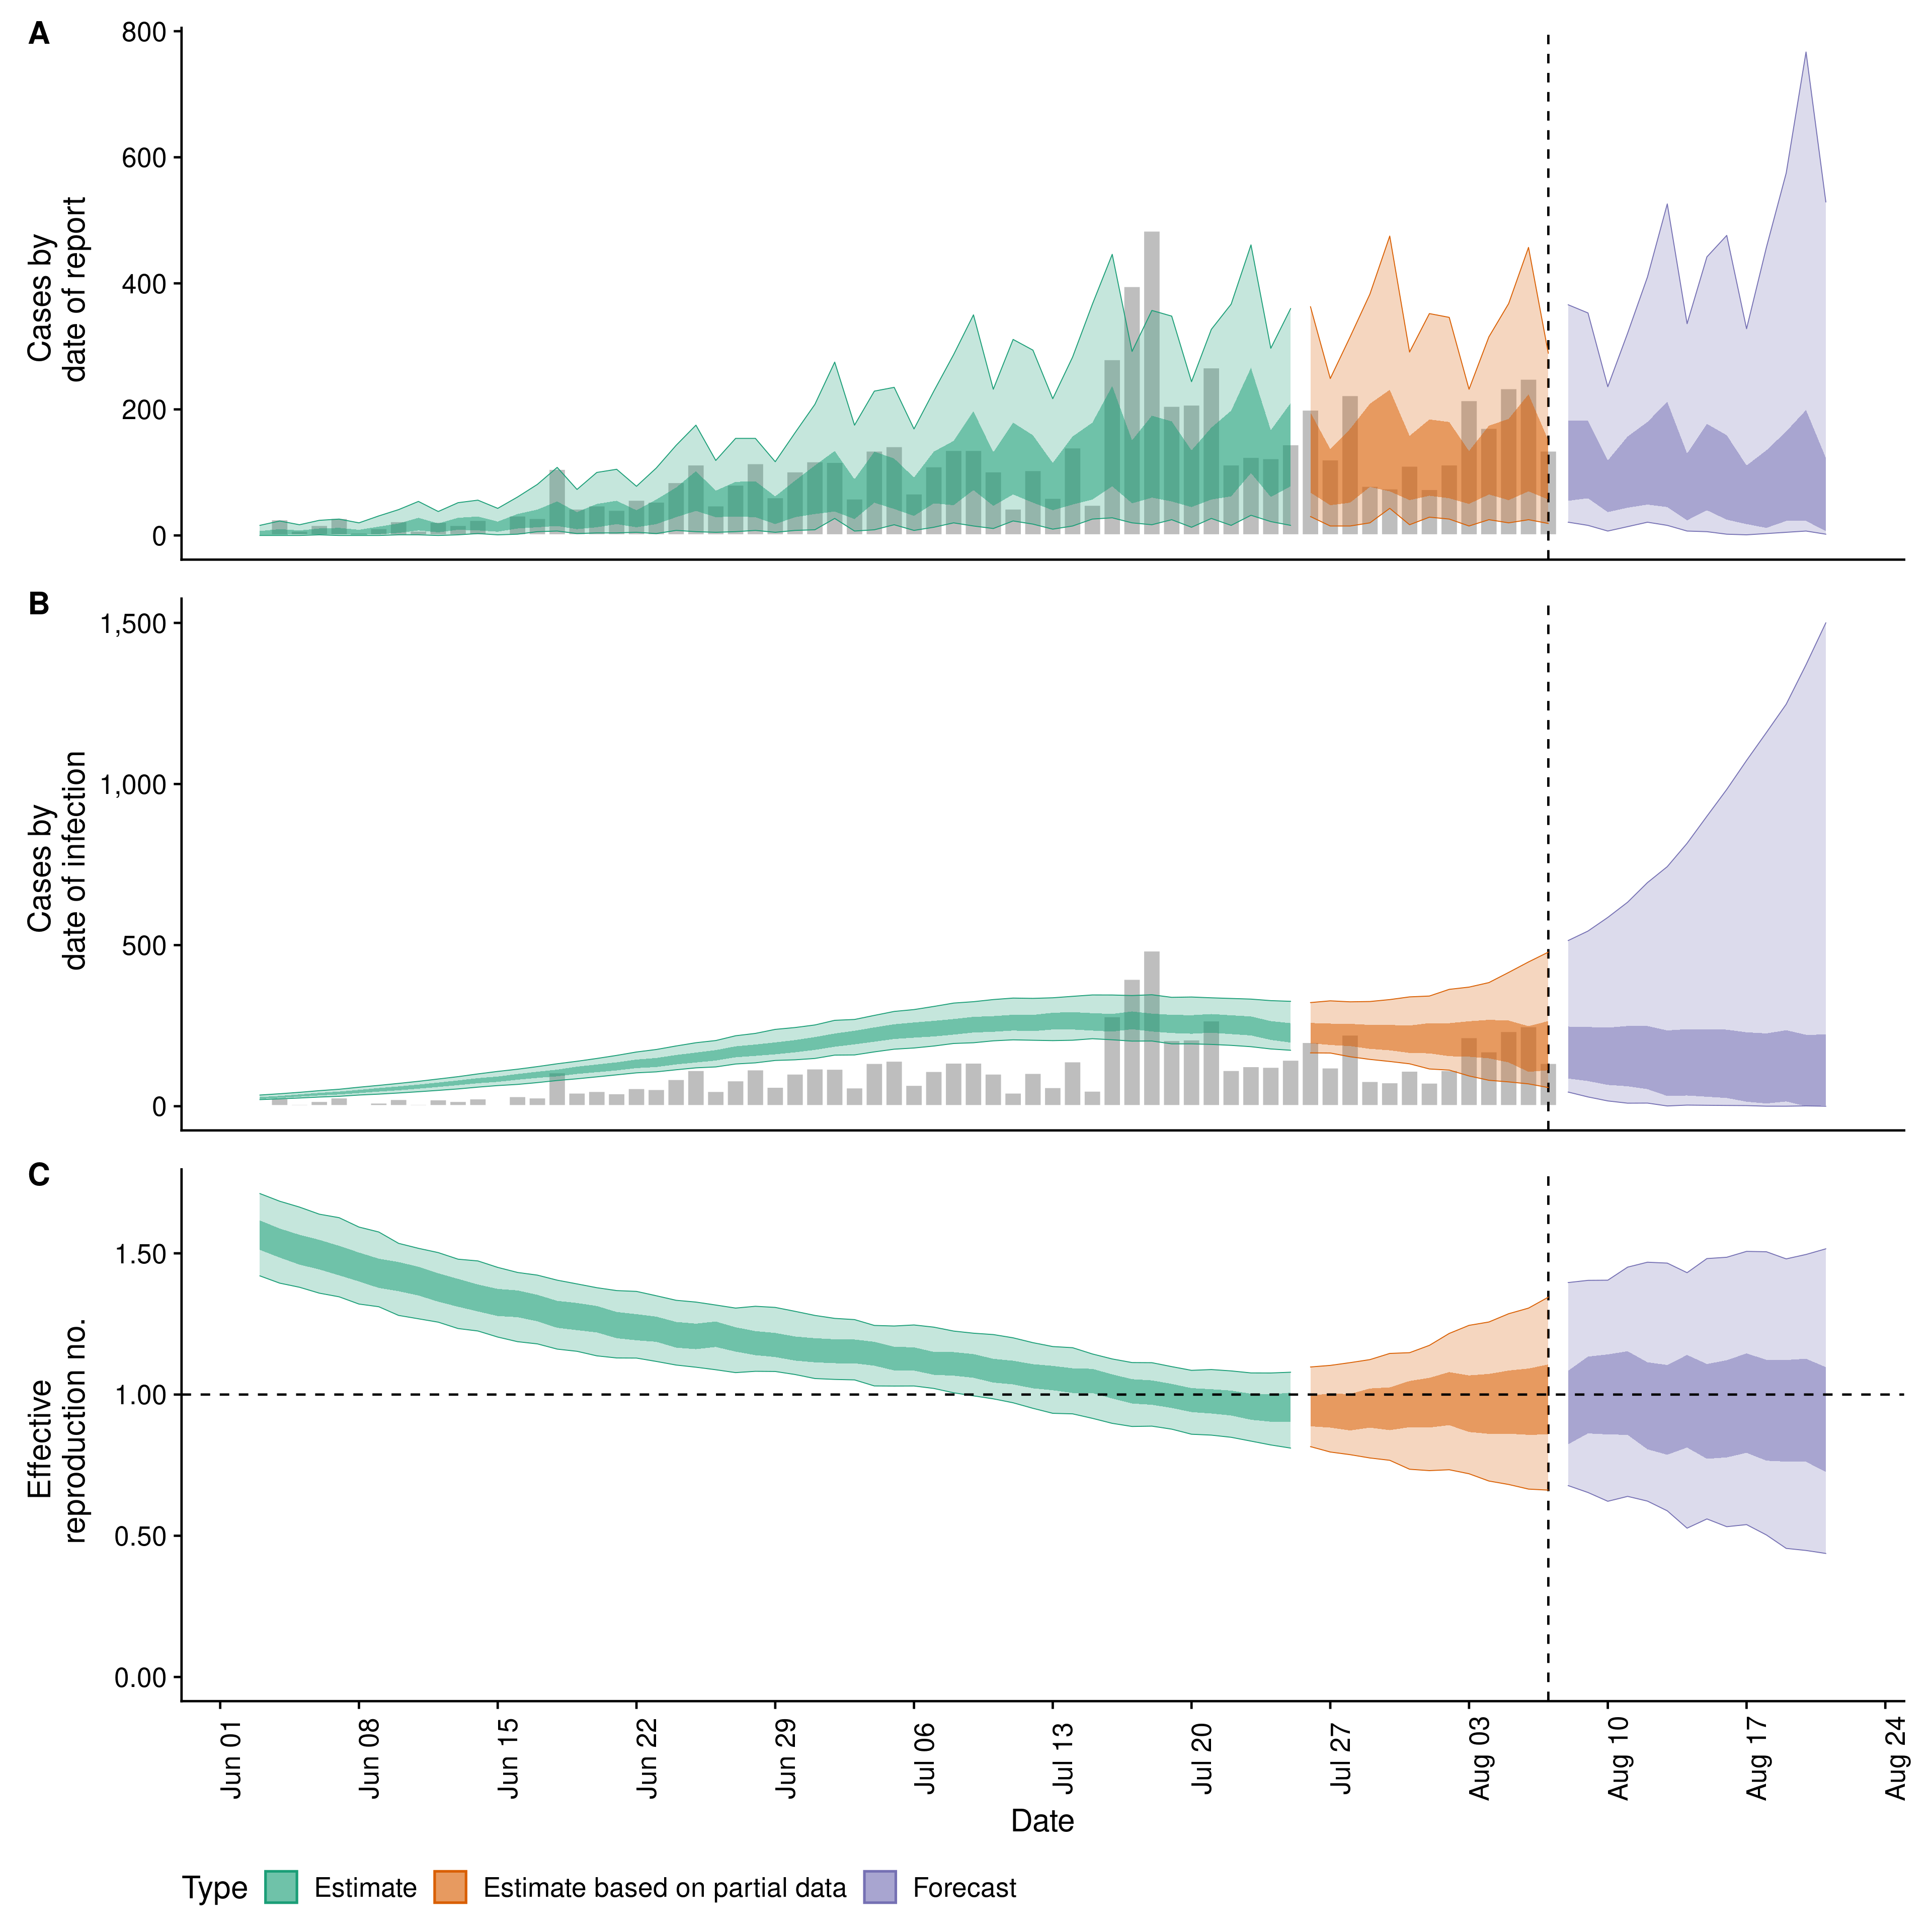 A
800
600
400
200
0
Cases by
date of report
B
1,500
1,000
500
0
Cases by
date of infection
C
1.50
1.00
0.50
0.00
Effective
reproduction no.
Jun 01
Jun 08
Jun 15
Jun 22
Jun 29
Jul 06
Jul 13
Jul 20
Jul 27
Aug 03
Aug 10
Aug 17
Aug 24
Date
Type Estimate Estimate based on partial data Forecast